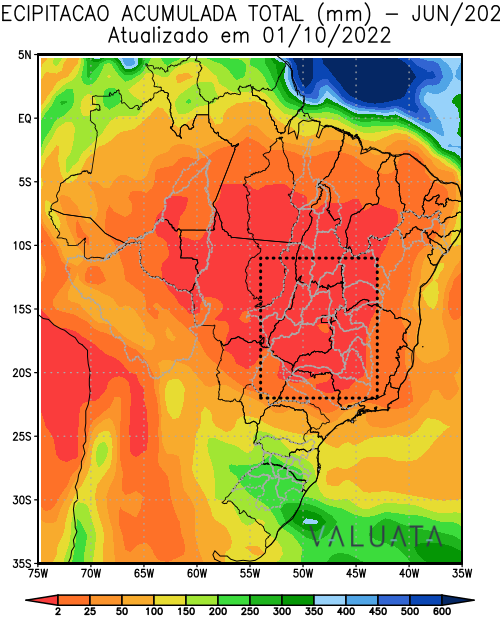 ECIPITACAO ACUMULADA TOTAL (mm) – JUN/202
Atualizado em 01/10/2022
5N
EQ
5S
10S
15S
20S
25S
30S
35S
VALUATA
75W 70W 65W 60W 55W 50W 45W 40W 35W
2 25 50 100 150 200 250 300 350 400 450 500 600